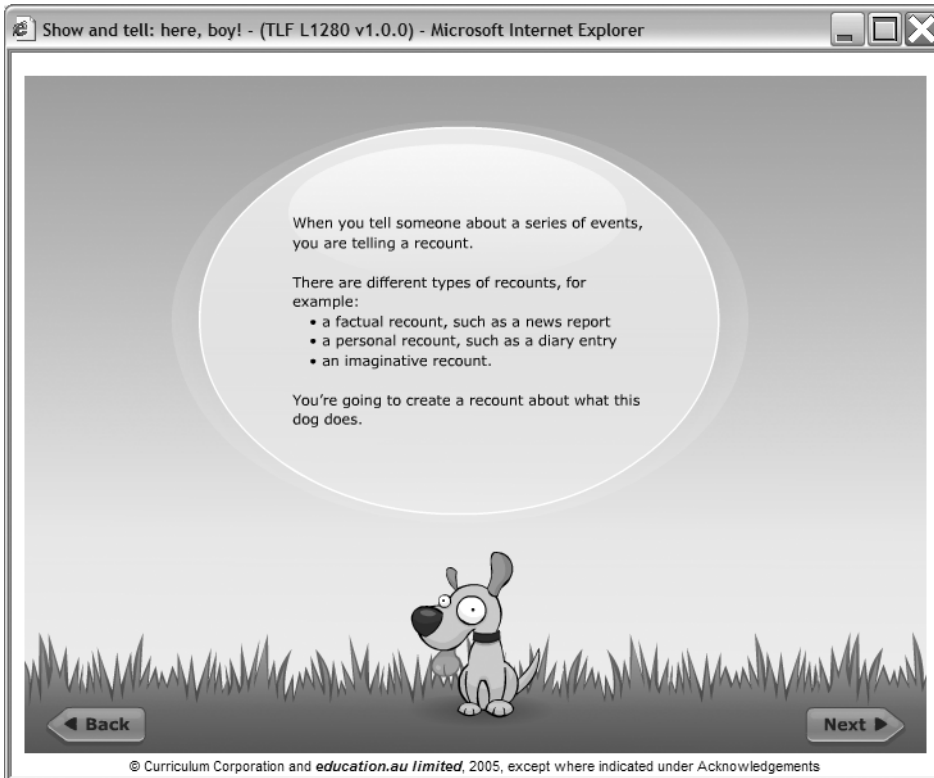 Show and tell: here, boy! - (TLF L1280 v1.0.0) - Microsoft Internet Explorer
When you tell someone about a series of events,
you are telling a recount.
There are different types of recounts, for
example:
• a factual recount, such as a news report
• a personal recount, such as a diary entry
• an imaginative recount.
You're going to create a recount about what this
dog does.
Back
Next
© Curriculum Corporation and education.au limited, 2005, except where indicated under Acknowledgements